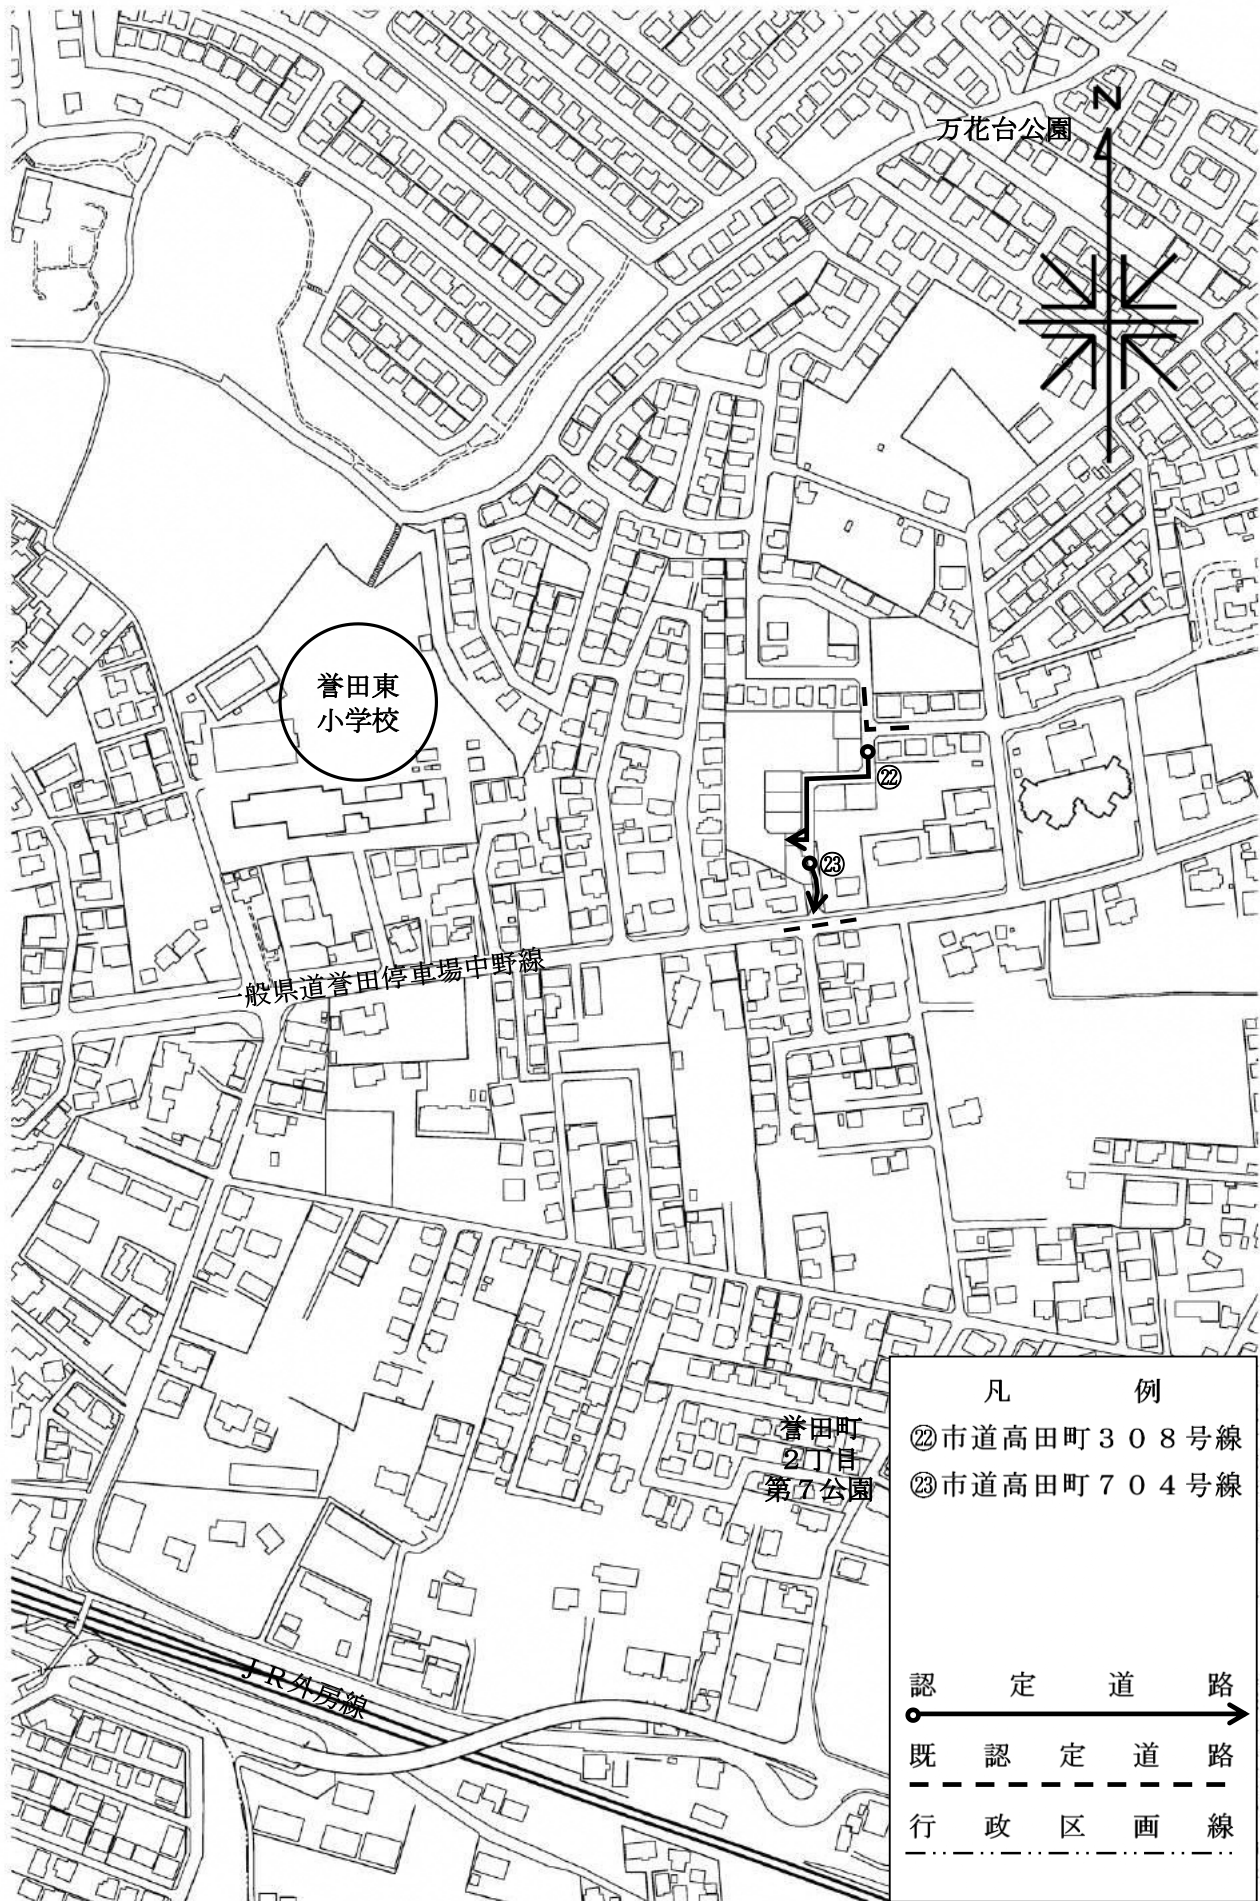 N
万花台公園
誉田東
小学校
㉒
㉓
一般県道誉田停車場中野線
誉田町
2丁目
第7公園
JR外房線
凡例
㉒市道高田町308号線
㉓市道高田町704号線
認定道路
既認定道路
行政区画線